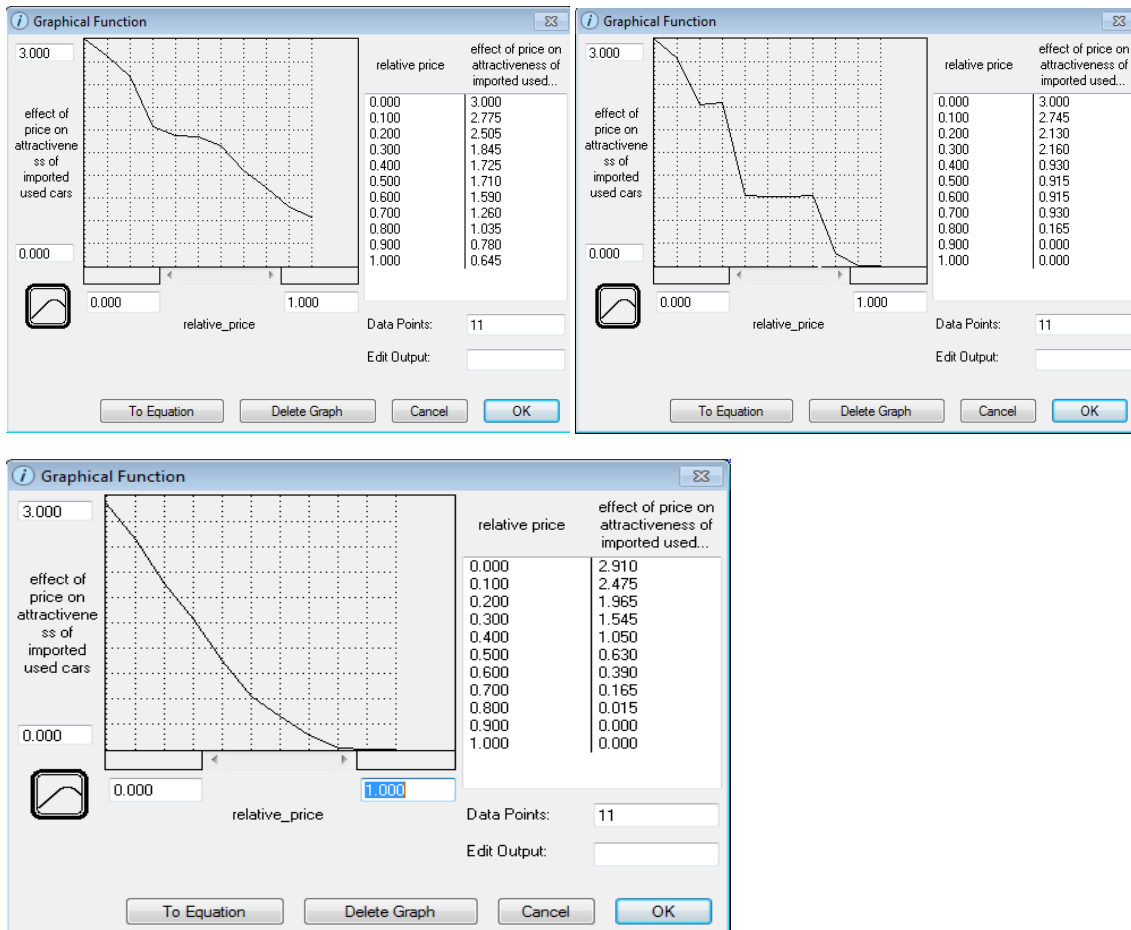 Graphical Function
3.000
effect of
price on
attractivene
ss of
imported
used cars
0.000
0.000
1.000
relative_price
relative price
effect of price on
attractiveness of
imported used...
0.000 3.000
0.100 2.775
0.200 2.505
0.300 1.845
0.400 1.725
0.500 1.710
0.600 1.590
0.700 1.260
0.800 1.035
0.900 0.780
1.000 0.645
Data Points: 11
Edit Output:
To Equation
Delete Graph
Cancel
OK
Graphical Function
3.000
effect of
price on
attractivene
ss of
imported
used cars
0.000
0.000
1.000
relative_price
relative price
effect of price on
attractiveness of
imported used...
0.000 3.000
0.100 2.745
0.200 2.130
0.300 2.160
0.400 0.930
0.500 0.915
0.600 0.915
0.700 0.930
0.800 0.165
0.900 0.000
1.000 0.000
Data Points: 11
Edit Output:
To Equation
Delete Graph
Cancel
OK
Graphical Function
3.000
effect of
price on
attractivene
ss of
imported
used cars
0.000
0.000
1.000
relative_price
relative price
effect of price on
attractiveness of
imported used...
0.000 2.910
0.100 2.475
0.200 1.965
0.300 1.545
0.400 1.050
0.500 0.630
0.600 0.390
0.700 0.165
0.800 0.015
0.900 0.000
1.000 0.000
Data Points: 11
Edit Output:
To Equation
Delete Graph
Cancel
OK